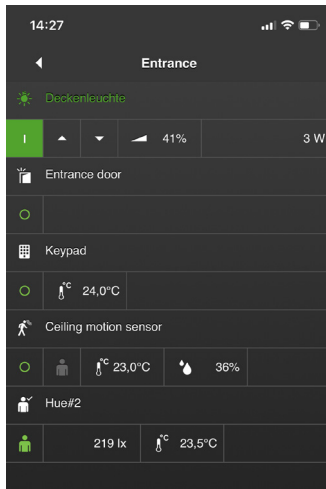 14:27
Entrance
Deckenleuchte
I 41% 3 W
Entrance door
Keypad
°C 24,0°C
Ceiling motion sensor
°C 23,0°C 36%
Hue#2
219 lx °C 23,5°C